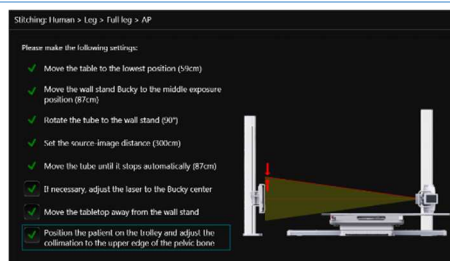 Stitching: Human > Leg > Full leg > AP
Please make the following settings:
Move the table to the lowest position (59cm)
Move the wall stand Bucky to the middle exposure
position (87cm)
Rotate the tube to the wall stand (90°)
Set the source-image distance (300cm)
Move the tube until it stops automatically (87cm)
If necessary, adjust the laser to the Bucky center
Move the tabletop away from the wall stand
Position the patient on the trolley and adjust the
collimation to the upper edge of the pelvic bone